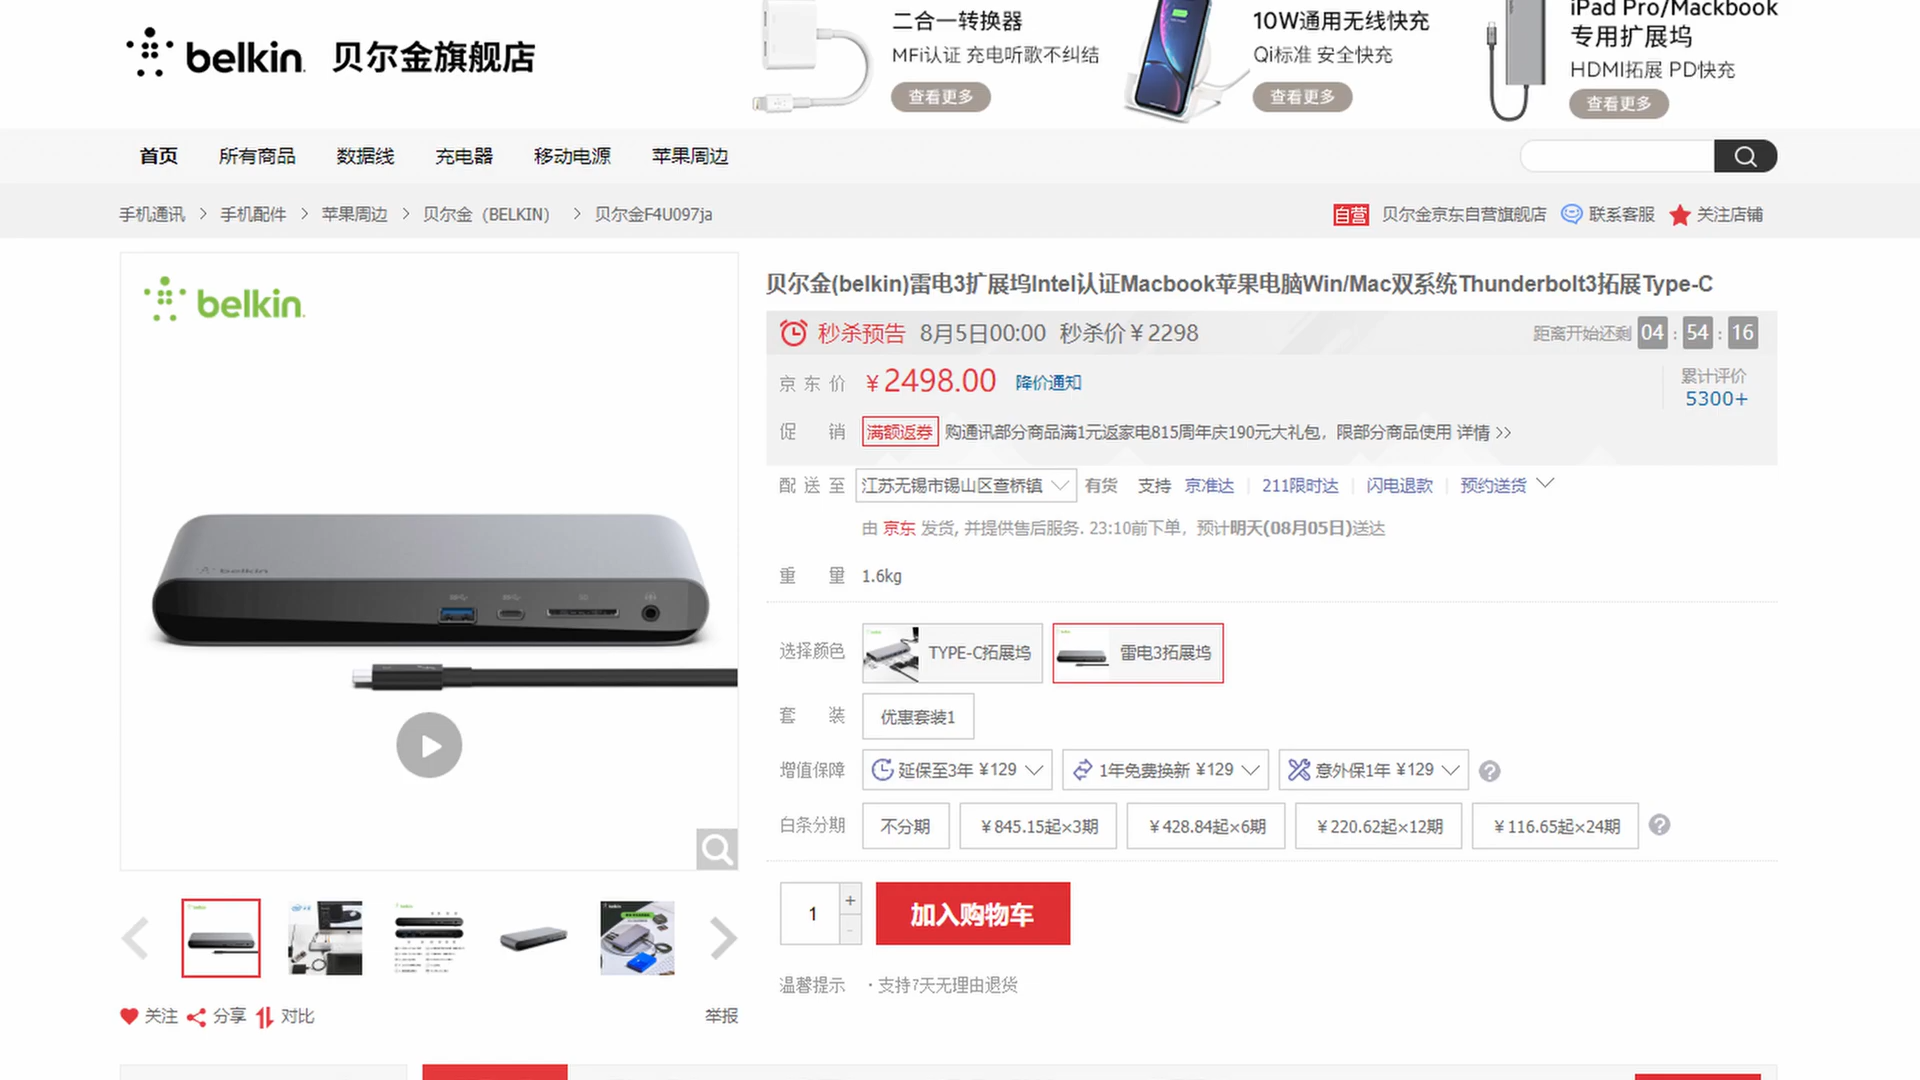 belkin. 贝尔金旗舰店
二合一转换器
MFi认证 充电听歌不纠结
查看更多
10W通用无线快充
Qi标准 安全快充
查看更多
iPad Pro/Mackbook
专用扩展坞
HDMI拓展 PD快充
查看更多
首页 所有商品 数据线 充电器 移动电源 苹果周边
手机通讯 > 手机配件 > 苹果周边 > 贝尔金（BELKIN） > 贝尔金F4U097ja
自营 贝尔金京东自营旗舰店 联系客服 关注店铺
belkin.
belkin
贝尔金(belkin)雷电3扩展坞Intel认证Macbook苹果电脑Win/Mac双系统Thunderbolt3拓展Type-C
秒杀预告 8月5日00:00 秒杀价￥2298 距离开始还剩 04 : 54 : 16
京东价 ￥2498.00 降价通知
累计评价
5300+
促销 满额返券 购通讯部分商品满1元返家电815周年庆190元大礼包，限部分商品使用 详情 >>
配送至 江苏无锡市锡山区查桥镇 有货 支持 京准达 | 211限时达 | 闪电退款 | 预约送货
由 京东 发货, 并提供售后服务. 23:10前下单，预计明天(08月05日)送达
重量 1.6kg
选择颜色 TYPE-C拓展坞 雷电3拓展坞
套装 优惠套装1
增值保障 延保至3年 ¥129 1年免费换新 ¥129 意外保1年 ¥129 ?
白条分期 不分期 ￥845.15起×3期 ￥428.84起×6期 ￥220.62起×12期 ￥116.65起×24期 ?
1 + - 加入购物车
温馨提示 ·支持7天无理由退货
关注 分享 对比 举报